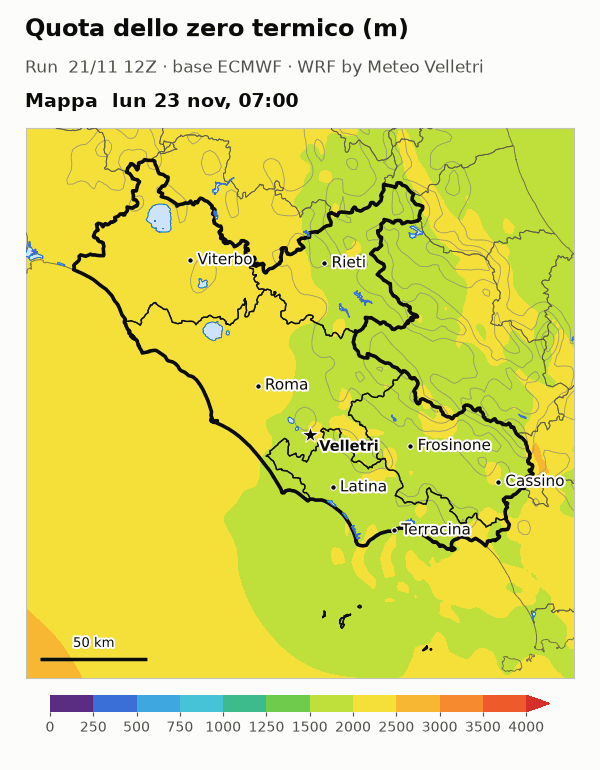 Quota dello zero termico (m)
Run  21/11 12Z · base ECMWF · WRF by Meteo Velletri
Mappa  lun 23 nov, 07:00
Viterbo
Rieti
Roma
Velletri
Frosinone
Cassino
Latina
Terracina
50 km
0 250 500 750 1000 1250 1500 2000 2500 3000 3500 4000